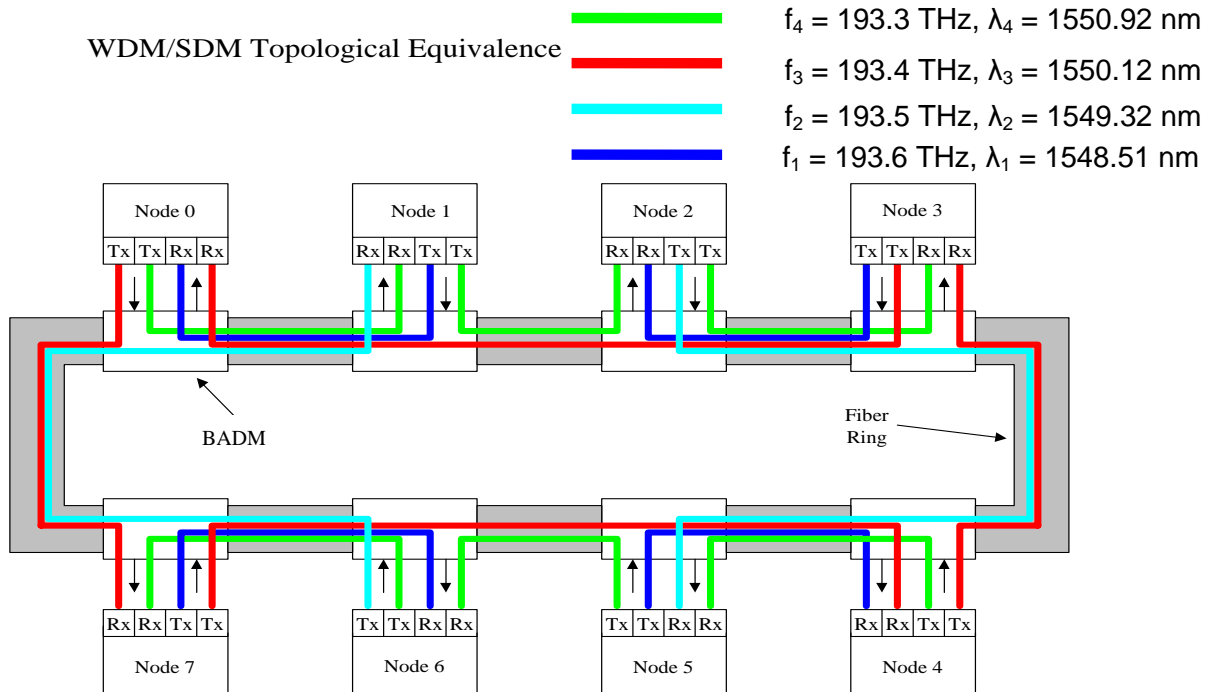 f₄ = 193.3 THz, λ₄ = 1550.92 nm
WDM/SDM Topological Equivalence
f₃ = 193.4 THz, λ₃ = 1550.12 nm
f₂ = 193.5 THz, λ₂ = 1549.32 nm
f₁ = 193.6 THz, λ₁ = 1548.51 nm
Node 0
Node 1
Node 2
Node 3
Tx Tx Rx Rx
Rx Rx Tx Tx
Rx Rx Tx Tx
Tx Tx Rx Rx
BADM
Fiber
Ring
Rx Rx Tx Tx
Tx Tx Rx Rx
Tx Tx Rx Rx
Rx Rx Tx Tx
Node 7
Node 6
Node 5
Node 4